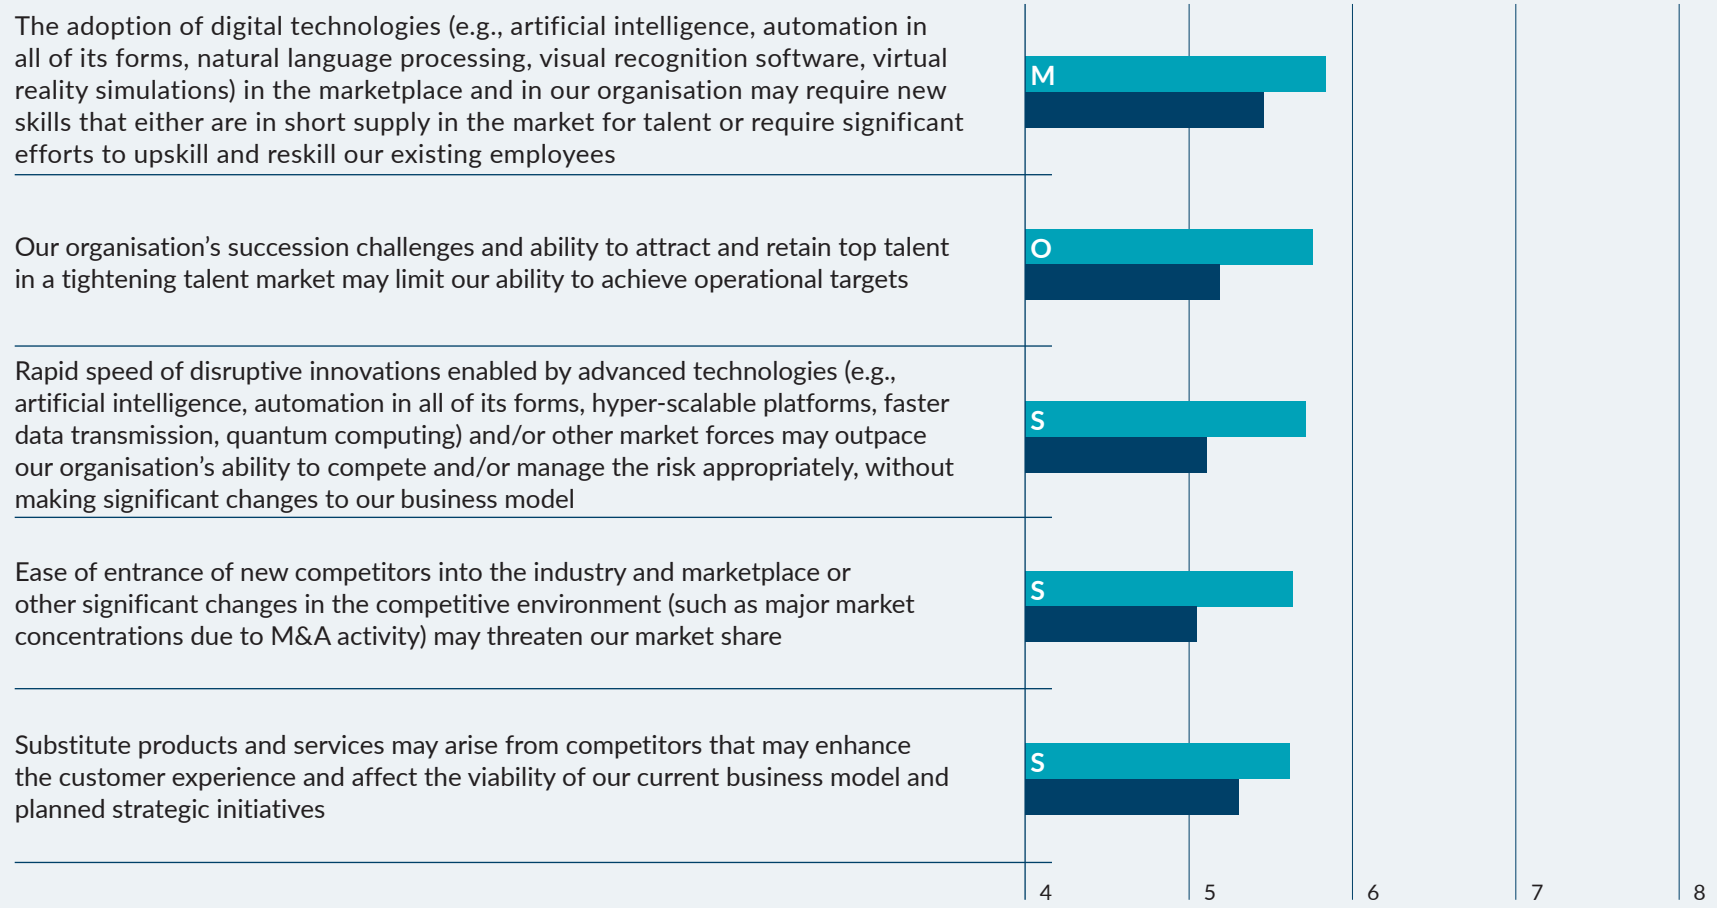 The adoption of digital technologies (e.g., artificial intelligence, automation in
all of its forms, natural language processing, visual recognition software, virtual
reality simulations) in the marketplace and in our organisation may require new
skills that either are in short supply in the market for talent or require significant
efforts to upskill and reskill our existing employees
M
Our organisation’s succession challenges and ability to attract and retain top talent
in a tightening talent market may limit our ability to achieve operational targets
O
Rapid speed of disruptive innovations enabled by advanced technologies (e.g.,
artificial intelligence, automation in all of its forms, hyper-scalable platforms, faster
data transmission, quantum computing) and/or other market forces may outpace
our organisation’s ability to compete and/or manage the risk appropriately, without
making significant changes to our business model
S
Ease of entrance of new competitors into the industry and marketplace or
other significant changes in the competitive environment (such as major market
concentrations due to M&A activity) may threaten our market share
S
Substitute products and services may arise from competitors that may enhance
the customer experience and affect the viability of our current business model and
planned strategic initiatives
S
4 5 6 7 8